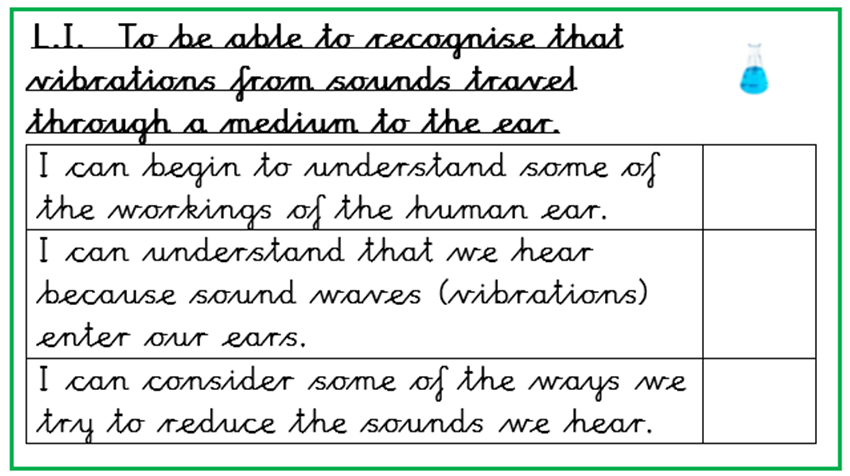 L.I. To be able to recognise that
vibrations from sounds travel
through a medium to the ear.
I can begin to understand some of
the workings of the human ear.
I can understand that we hear
because sound waves (vibrations)
enter our ears.
I can consider some of the ways we
try to reduce the sounds we hear.